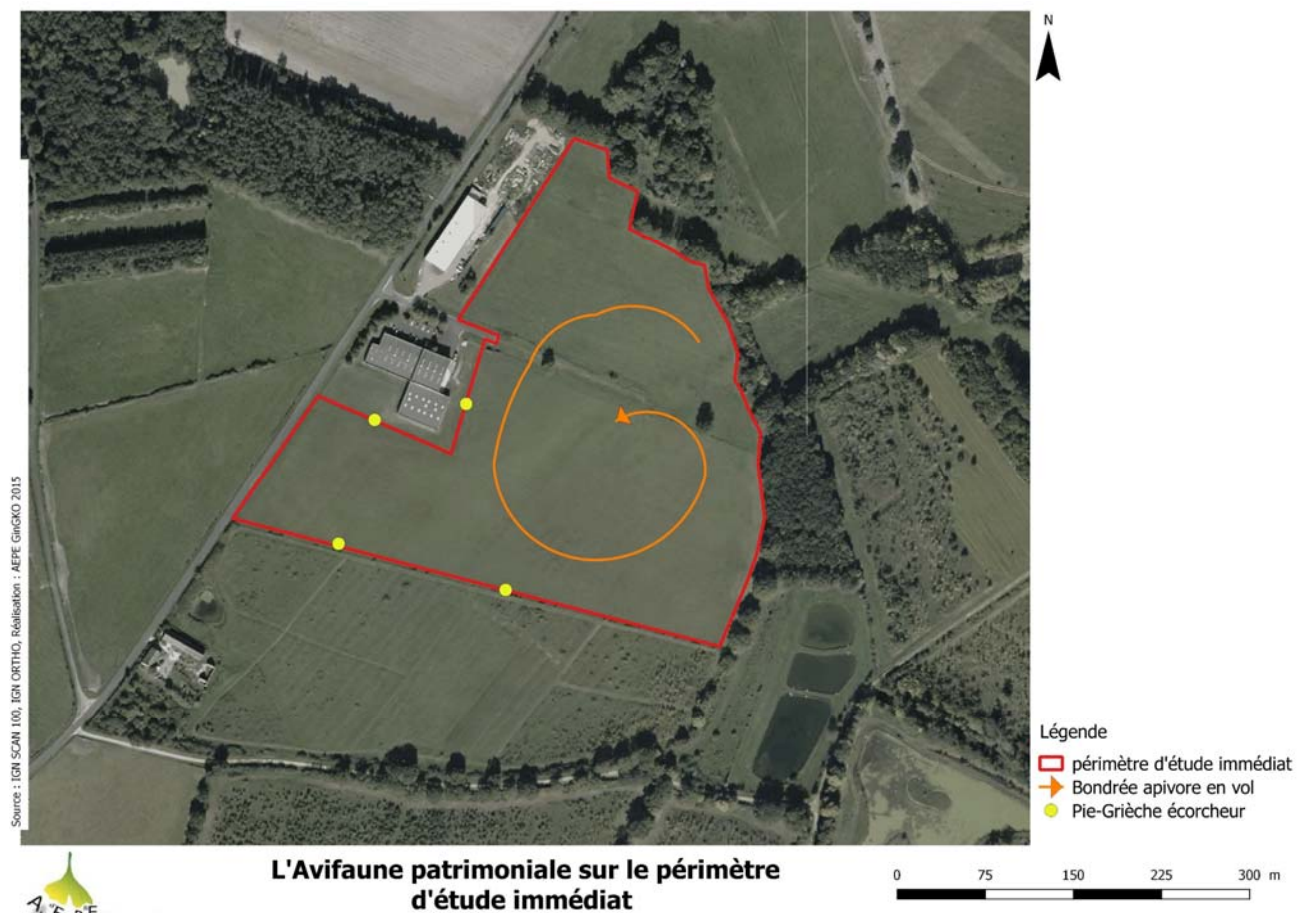 N
Source : IGN SCAN 100, IGN ORTHO, Réalisation : AEPE GinGKO 2015
Légende
périmètre d'étude immédiat
Bondrée apivore en vol
Pie-Grièche écorcheur
L'Avifaune patrimoniale sur le périmètre
d'étude immédiat
0 75 150 225 300 m